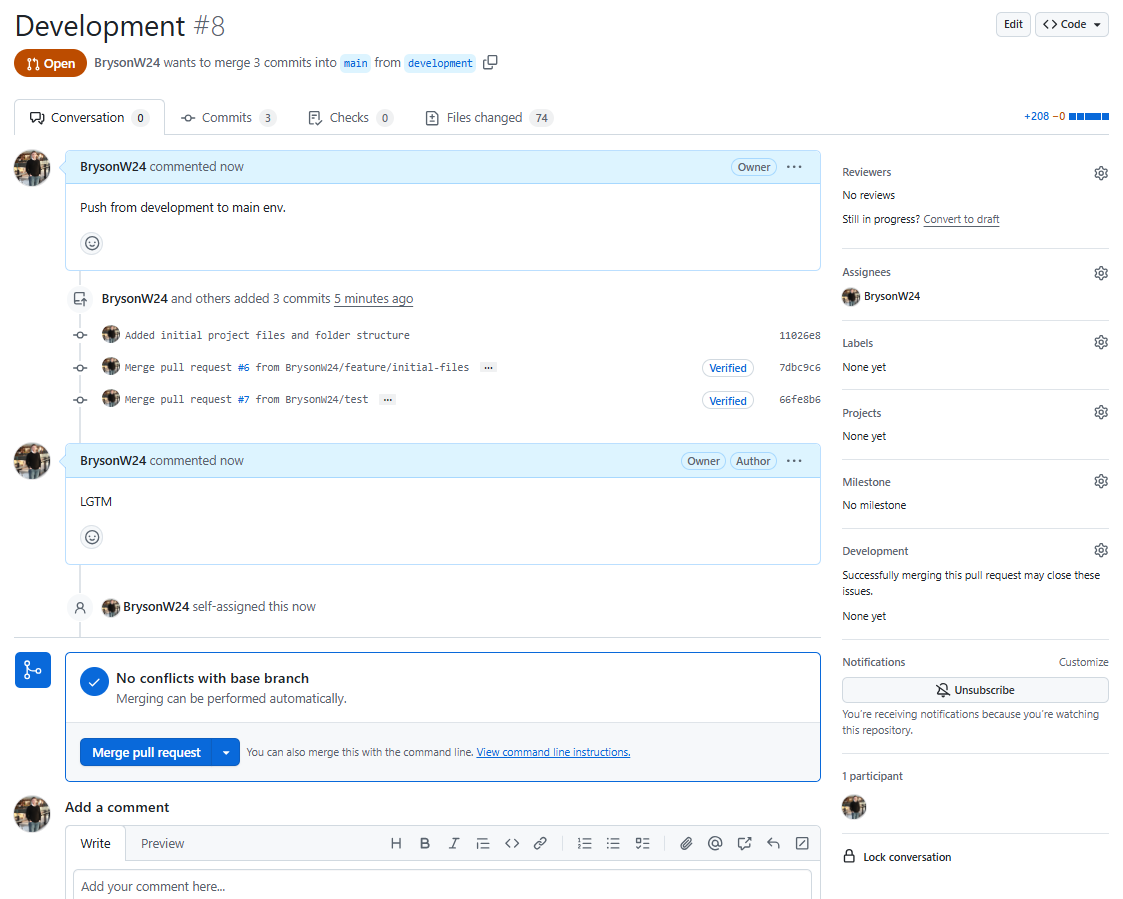 Development #8
Edit
Code
Open
BrysonW24 wants to merge 3 commits into main from development
Conversation 0
Commits 3
Checks 0
Files changed 74
+208 −0
BrysonW24 commented now
Owner
Push from development to main env.
BrysonW24 and others added 3 commits 5 minutes ago
Added initial project files and folder structure
11026e8
Merge pull request #6 from BrysonW24/feature/initial-files
Verified
7dbc9c6
Merge pull request #7 from BrysonW24/test
Verified
66fe8b6
BrysonW24 commented now
Owner
Author
LGTM
BrysonW24 self-assigned this now
No conflicts with base branch
Merging can be performed automatically.
Merge pull request
You can also merge this with the command line. View command line instructions.
Add a comment
Write
Preview
Add your comment here...
Reviewers
No reviews
Still in progress? Convert to draft
Assignees
BrysonW24
Labels
None yet
Projects
None yet
Milestone
No milestone
Development
Successfully merging this pull request may close these
issues.
None yet
Notifications
Customize
Unsubscribe
You're receiving notifications because you're watching
this repository.
1 participant
Lock conversation